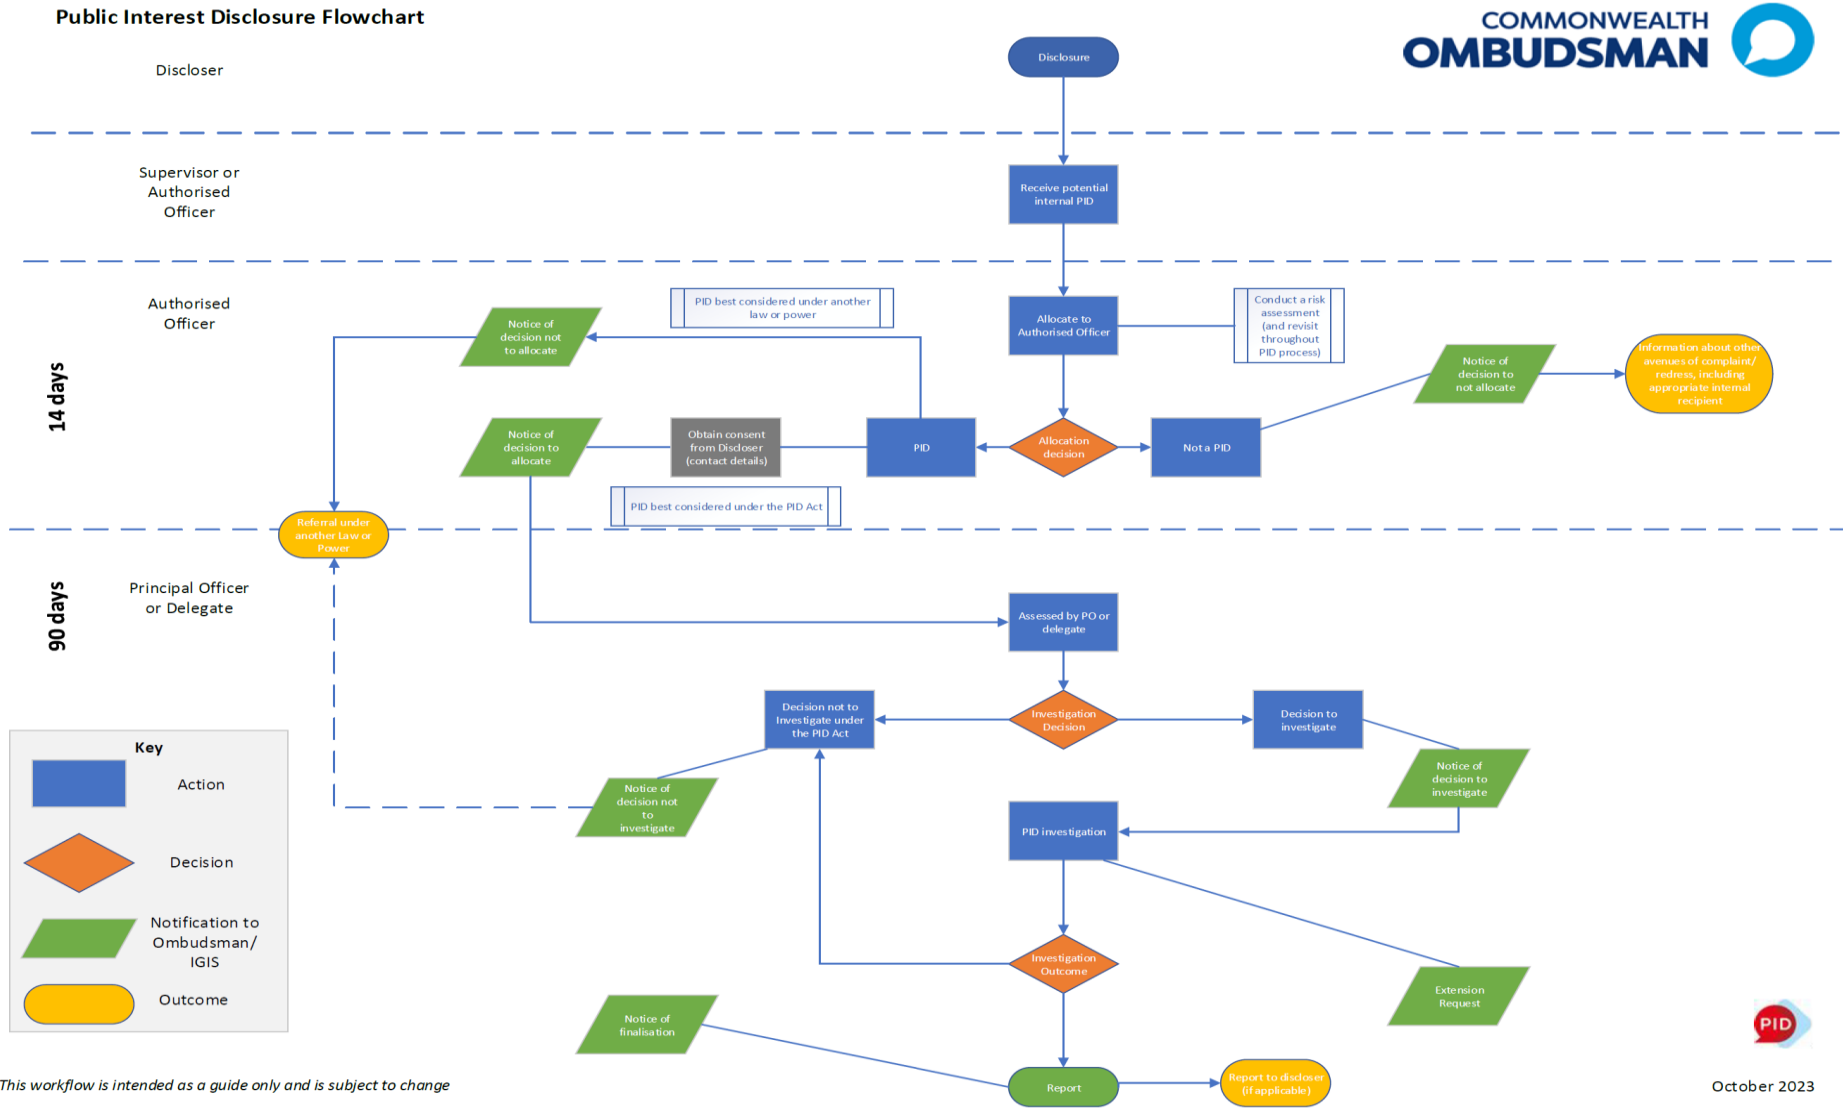 Public Interest Disclosure Flowchart
COMMONWEALTH
OMBUDSMAN
Discloser
Disclosure
Supervisor or
Authorised
Officer
Receive potential
internal PID
Authorised
Officer
14 days
Notice of
decision not
to allocate
PID best considered under another
law or power
Allocate to
Authorised Officer
Conduct a risk
assessment
(and revisit
throughout
PID process)
Notice of
decision to
not allocate
Information about other
avenues of complaint/
redress, including
appropriate internal
recipient
Notice of
decision to
allocate
Obtain consent
from Discloser
(contact details)
PID
Allocation
decision
Not a PID
PID best considered under the PID Act
Referral under
another Law or
Power
90 days
Principal Officer
or Delegate
Assessed by PO or
delegate
Decision not to
Investigate under
the PID Act
Investigation
Decision
Decision to
investigate
Notice of
decision not
to
investigate
Notice of
decision to
investigate
PID investigation
Investigation
Outcome
Extension
Request
Notice of
finalisation
Report
Report to discloser
(if applicable)
Key
Action
Decision
Notification to
Ombudsman/
IGIS
Outcome
PID
This workflow is intended as a guide only and is subject to change
October 2023